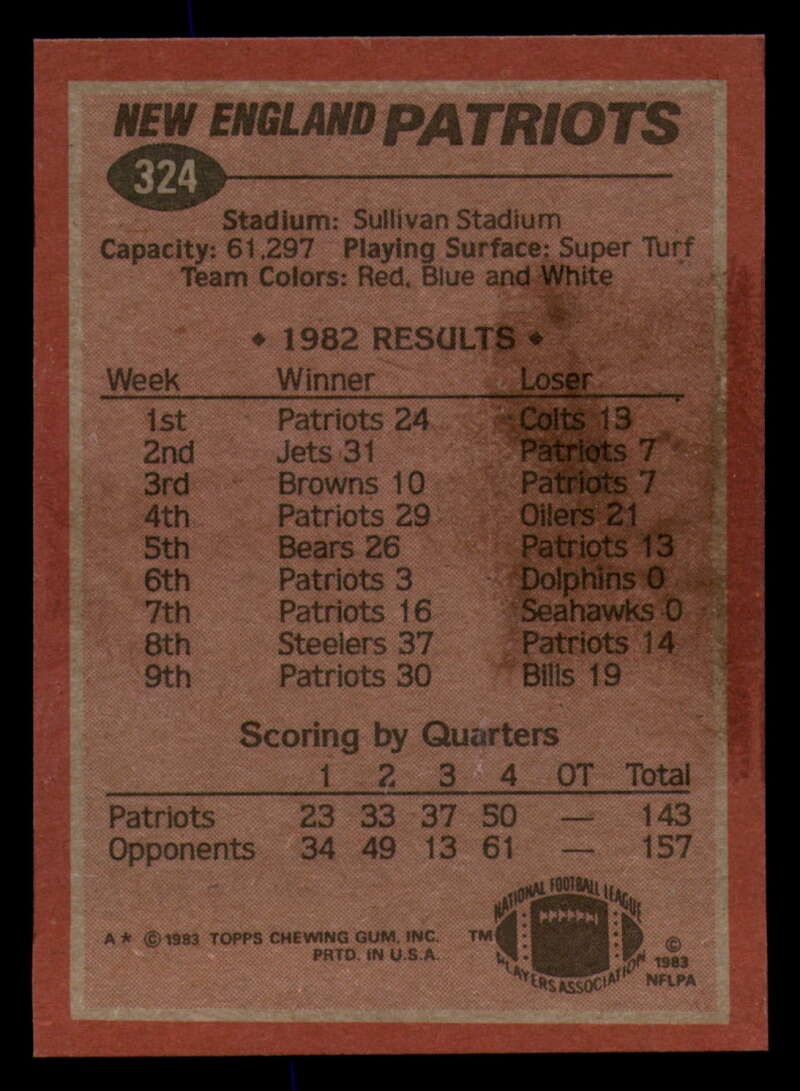 NEW ENGLAND PATRIOTS
324
Stadium: Sullivan Stadium
Capacity: 61,297 Playing Surface: Super Turf
Team Colors: Red, Blue and White
♦ 1982 RESULTS ♦
Week Winner Loser
1st Patriots 24 Colts 13
2nd Jets 31 Patriots 7
3rd Browns 10 Patriots 7
4th Patriots 29 Oilers 21
5th Bears 26 Patriots 13
6th Patriots 3 Dolphins 0
7th Patriots 16 Seahawks 0
8th Steelers 37 Patriots 14
9th Patriots 30 Bills 19
Scoring by Quarters
1 2 3 4 OT Total
Patriots 23 33 37 50 — 143
Opponents 34 49 13 61 — 157
A* © 1983 TOPPS CHEWING GUM, INC.
PRTD. IN U.S.A.
TM
NATIONAL FOOTBALL LEAGUE
PLAYERS ASSOCIATION
©
1983
NFLPA